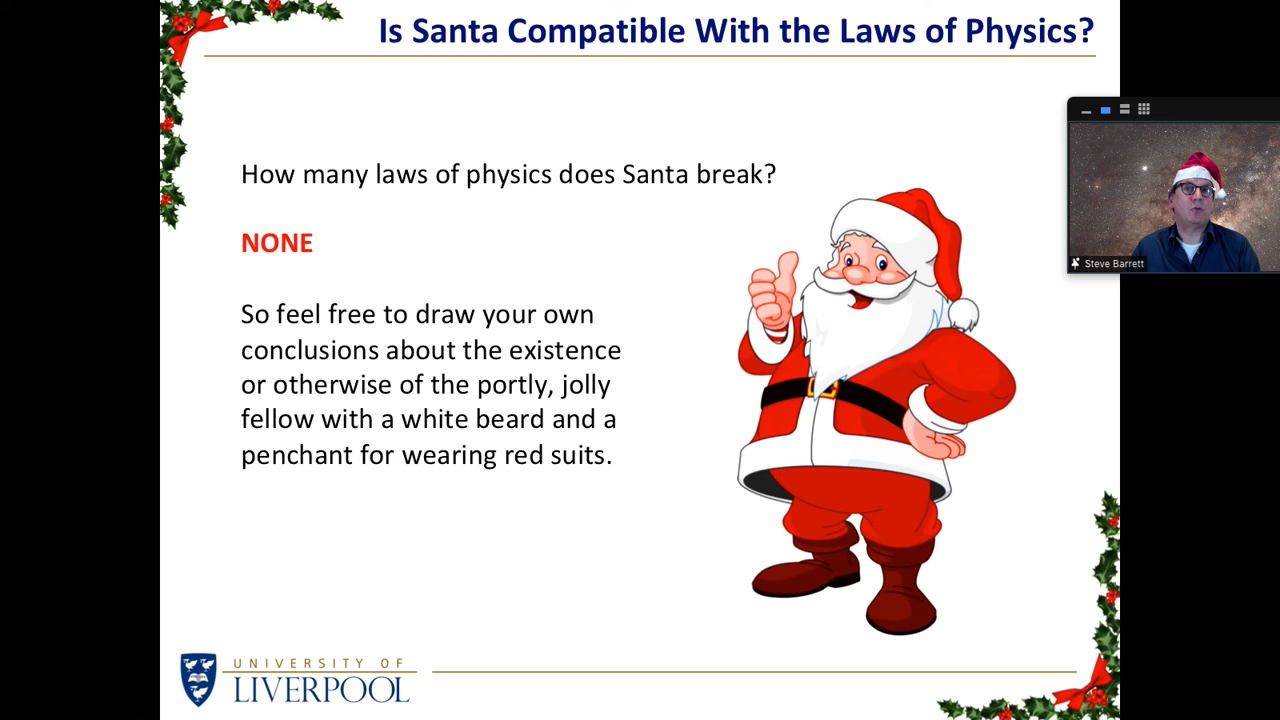 Is Santa Compatible With the Laws of Physics?
How many laws of physics does Santa break?
NONE
So feel free to draw your own
conclusions about the existence
or otherwise of the portly, jolly
fellow with a white beard and a
penchant for wearing red suits.
Steve Barrett
UNIVERSITY OF
LIVERPOOL